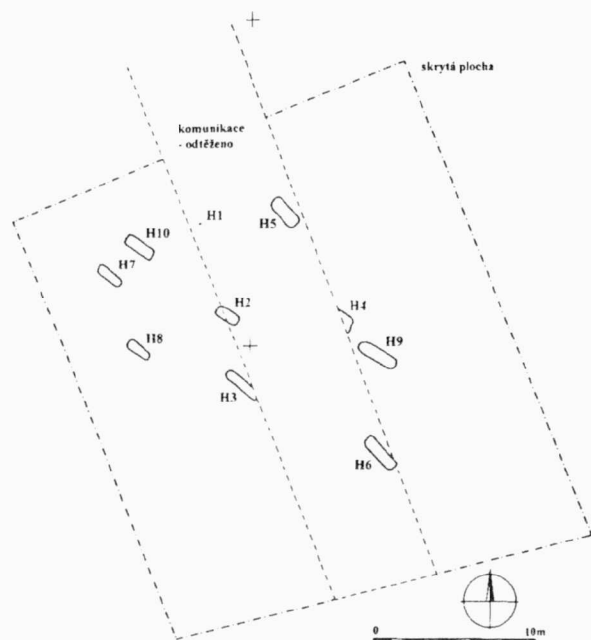 skrytá plocha
komunikace
- odtěženo
H1
H5
H10
H7
H2
H4
H8
H9
H3
H6
0 10m